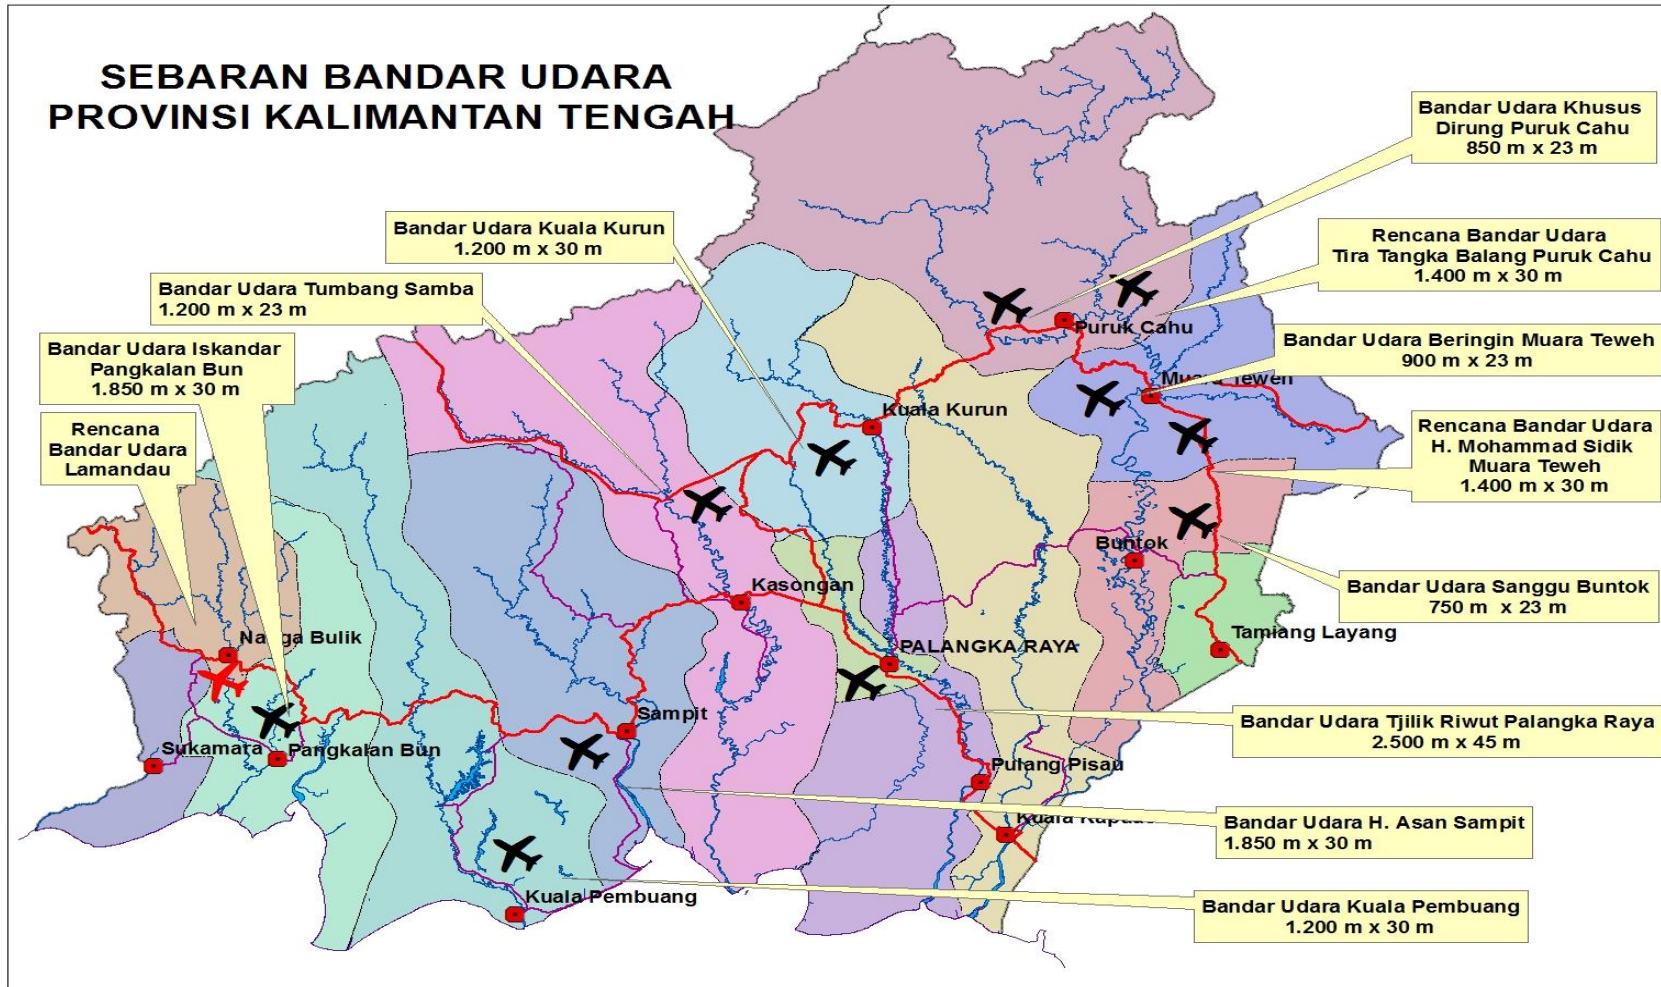 SEBARAN BANDAR UDARA
PROVINSI KALIMANTAN TENGAH
Bandar Udara Khusus
Dirung Puruk Cahu
850 m x 23 m
Bandar Udara Kuala Kurun
1.200 m x 30 m
Rencana Bandar Udara
Tira Tangka Balang Puruk Cahu
1.400 m x 30 m
Bandar Udara Tumbang Samba
1.200 m x 23 m
Bandar Udara Iskandar
Pangkalan Bun
1.850 m x 30 m
Bandar Udara Beringin Muara Teweh
900 m x 23 m
Rencana
Bandar Udara
Lamandau
Rencana Bandar Udara
H. Mohammad Sidik
Muara Teweh
1.400 m x 30 m
Bandar Udara Sanggu Buntok
750 m x 23 m
Bandar Udara Tjilik Riwut Palangka Raya
2.500 m x 45 m
Bandar Udara H. Asan Sampit
1.850 m x 30 m
Bandar Udara Kuala Pembuang
1.200 m x 30 m
Puruk Cahu
Muara Teweh
Kuala Kurun
Buntok
Kasongan
Tamiang Layang
Nanga Bulik
PALANGKA RAYA
Sampit
Sukamara
Pangkalan Bun
Pulang Pisau
Kuala Kapuas
Kuala Pembuang